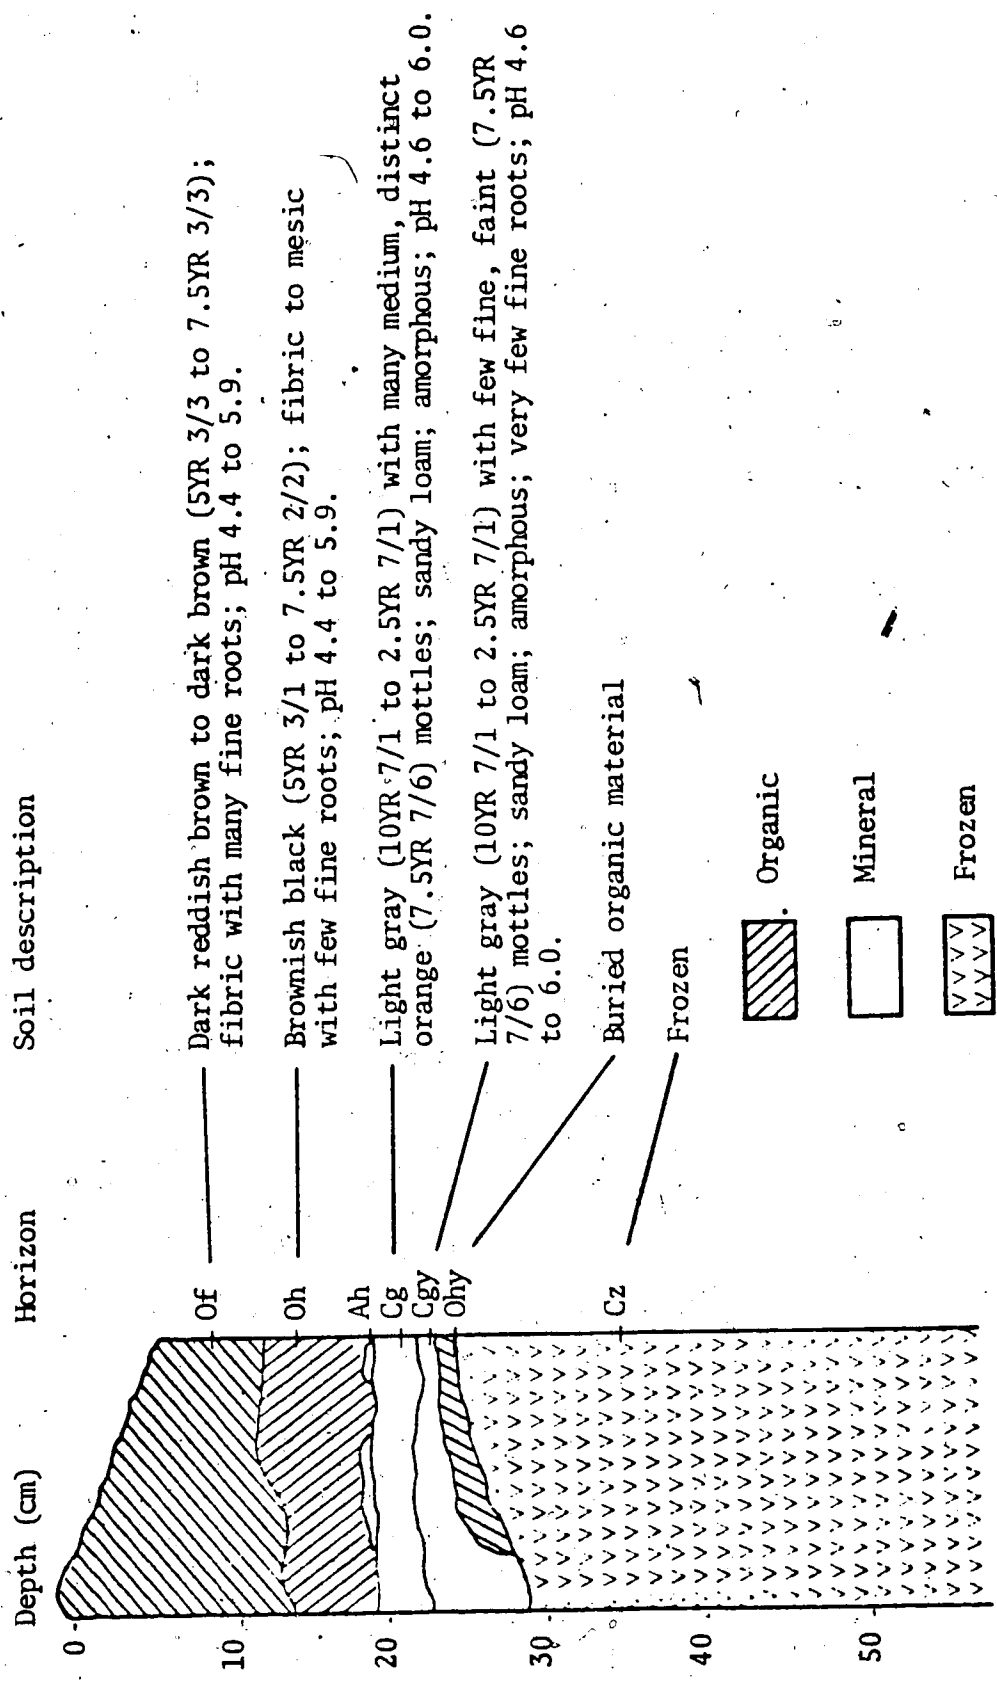 Depth (cm)
Horizon
Soil description
0
10
20
30
40
50
Of
Oh
Ah
Cg
Cgy
Ohy
Cz
Dark reddish brown to dark brown (5YR 3/3 to 7.5YR 3/3);
fibric with many fine roots; pH 4.4 to 5.9.
Brownish black (5YR 3/1 to 7.5YR 2/2); fibric to mesic
with few fine roots; pH 4.4 to 5.9.
Light gray (10YR 7/1 to 2.5YR 7/1) with many medium, distinct
orange (7.5YR 7/6) mottles; sandy loam; amorphous; pH 4.6 to 6.0.
Light gray (10YR 7/1 to 2.5YR 7/1) with few fine, faint (7.5YR
7/6) mottles; sandy loam; amorphous; very few fine roots; pH 4.6
to 6.0.
Buried organic material
Frozen
Organic
Mineral
Frozen